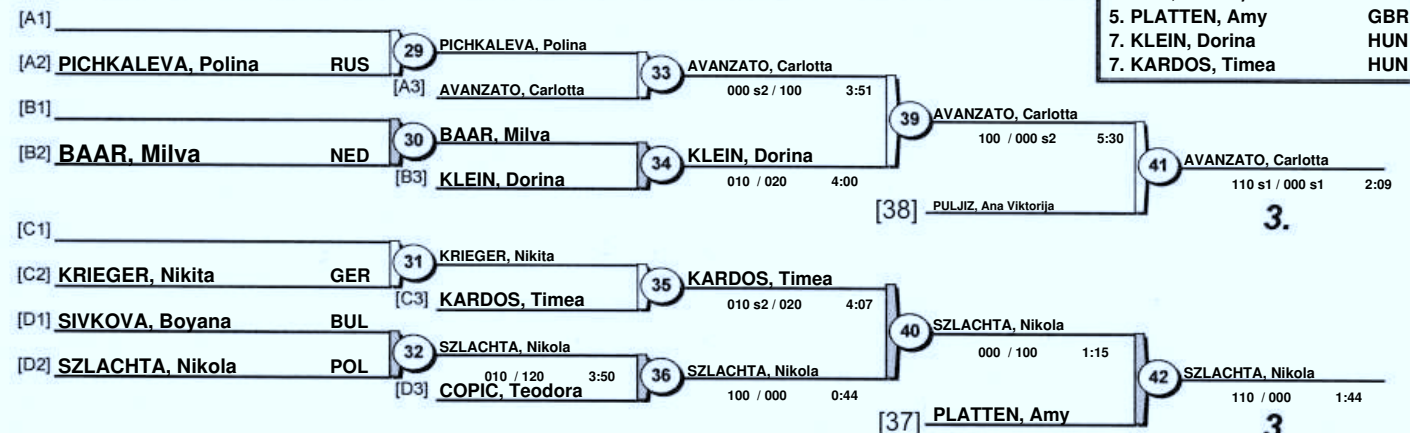 5. PLATTEN, Amy GBR
7. KLEIN, Dorina HUN
7. KARDOS, Timea HUN
[A1]
[A2] PICHKALEVA, Polina RUS
29
PICHKALEVA, Polina
[A3] AVANZATO, Carlotta
33
AVANZATO, Carlotta
000 s2 / 100 3:51
[B1]
[B2] BAAR, Milva NED
30
BAAR, Milva
[B3] KLEIN, Dorina
34
KLEIN, Dorina
010 / 020 4:00
39
AVANZATO, Carlotta
100 / 000 s2 5:30
[38] PULJIZ, Ana Viktorija
41
AVANZATO, Carlotta
110 s1 / 000 s1 2:09
3.
[C1]
[C2] KRIEGER, Nikita GER
31
KRIEGER, Nikita
[C3] KARDOS, Timea
35
KARDOS, Timea
010 s2 / 020 4:07
[D1] SIVKOVA, Boyana BUL
[D2] SZLACHTA, Nikola POL
32
SZLACHTA, Nikola
010 / 120 3:50
[D3] COPIC, Teodora
36
SZLACHTA, Nikola
100 / 000 0:44
40
SZLACHTA, Nikola
000 / 100 1:15
[37] PLATTEN, Amy
42
SZLACHTA, Nikola
110 / 000 1:44
3